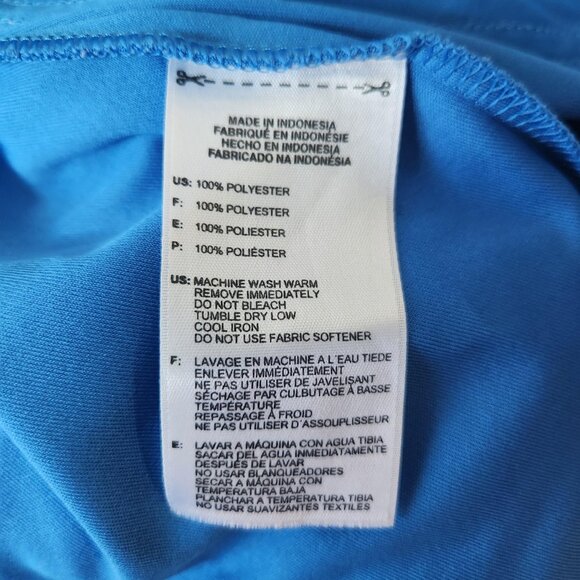 MADE IN INDONESIA
FABRIQUÉ EN INDONÉSIE
HECHO EN INDONESIA
FABRICADO NA INDONÉSIA
US: 100% POLYESTER
F: 100% POLYESTER
E: 100% POLIESTER
P: 100% POLIÉSTER
US: MACHINE WASH WARM
REMOVE IMMEDIATELY
DO NOT BLEACH
TUMBLE DRY LOW
COOL IRON
DO NOT USE FABRIC SOFTENER
F: LAVAGE EN MACHINE A L'EAU TIEDE
ENLEVER IMMÉDIATEMENT
NE PAS UTILISER DE JAVELISANT
SÉCHAGE PAR CULBUTAGE À BASSE
TEMPÉRATURE
REPASSAGE À FROID
NE PAS UTILISER D'ASSOUPLISSEUR
E: LAVAR A MÁQUINA CON AGUA TIBIA
SACAR DEL AGUA INMEDIATAMENTE
DESPUÉS DE LAVAR
NO USAR BLANQUEADORES
SECAR A MÁQUINA CON
TEMPERATURA BAJA
PLANCHAR A TEMPERATURA TIBIA
NO USAR SUAVIZANTES TEXTILES